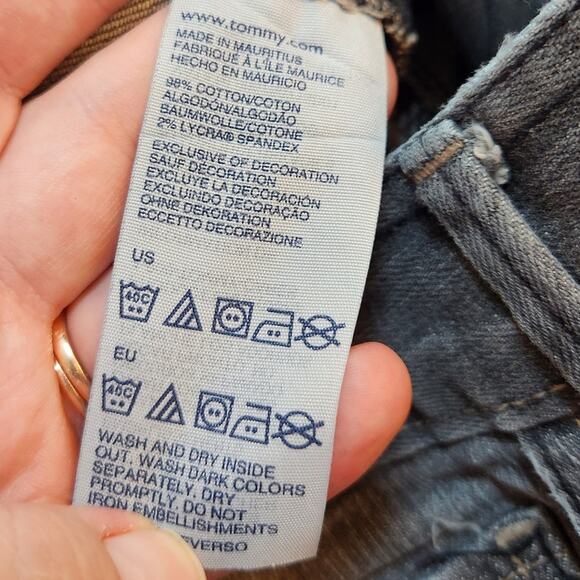 www.tommy.com
MADE IN MAURITIUS
FABRIQUÉ À L'ÎLE MAURICE
HECHO EN MAURICIO
98% COTTON/COTON
ALGODÓN/ALGODÃO
BAUMWOLLE/COTONE
2% LYCRA® SPANDEX
EXCLUSIVE OF DECORATION
SAUF DÉCORATION
EXCLUYE LA DECORACIÓN
EXCLUINDO DECORAÇÃO
OHNE DEKORATION
ECCETTO DECORAZIONE
US
40C
EU
40C
WASH AND DRY INSIDE
OUT. WASH DARK COLORS
SEPARATELY. DRY
PROMPTLY. DO NOT
IRON EMBELLISHMENTS
REVERSO